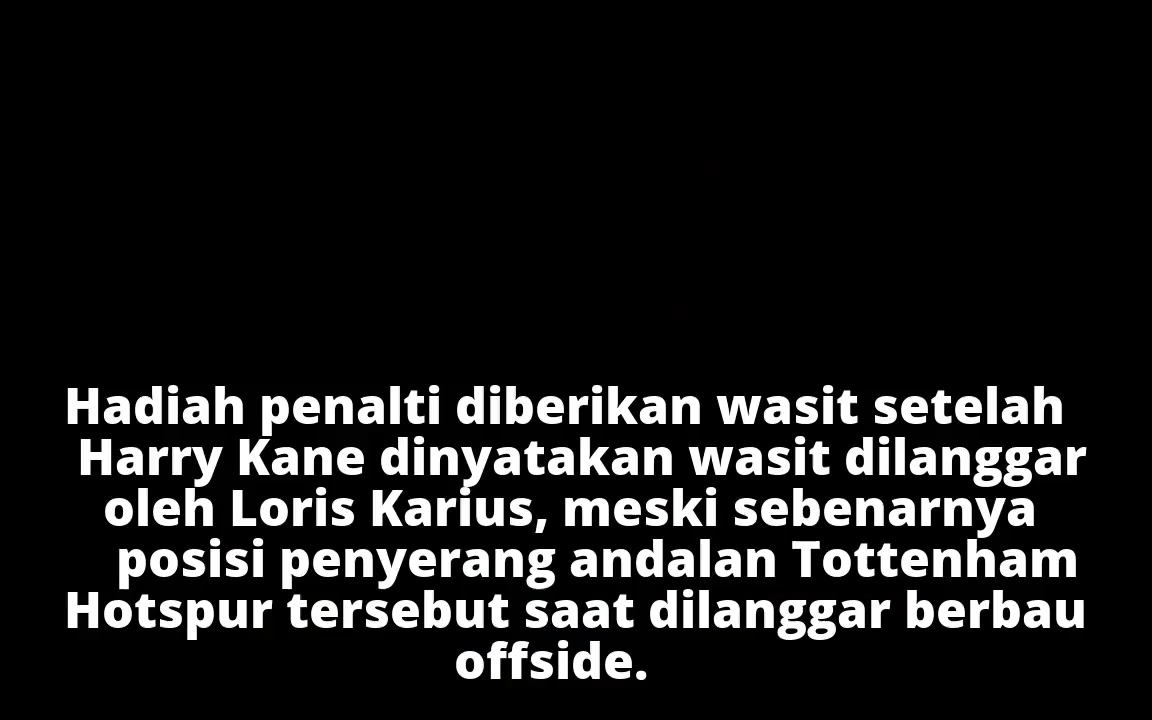 Hadiah penalti diberikan wasit setelah
Harry Kane dinyatakan wasit dilanggar
oleh Loris Karius, meski sebenarnya
posisi penyerang andalan Tottenham
Hotspur tersebut saat dilanggar berbau
offside.